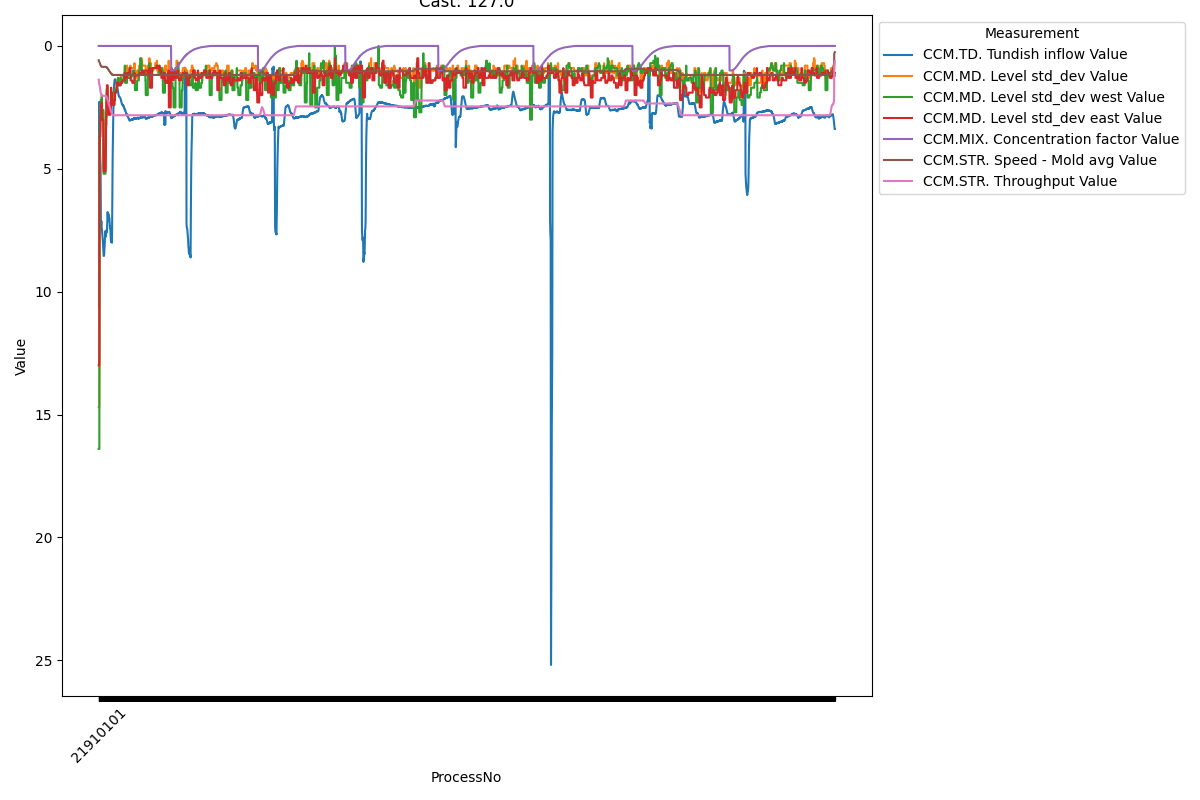 Cast: 127.0
Measurement
CCM.TD. Tundish inflow Value
CCM.MD. Level std_dev Value
CCM.MD. Level std_dev west Value
CCM.MD. Level std_dev east Value
CCM.MIX. Concentration factor Value
CCM.STR. Speed - Mold avg Value
CCM.STR. Throughput Value
Value
0
5
10
15
20
25
21910101
ProcessNo